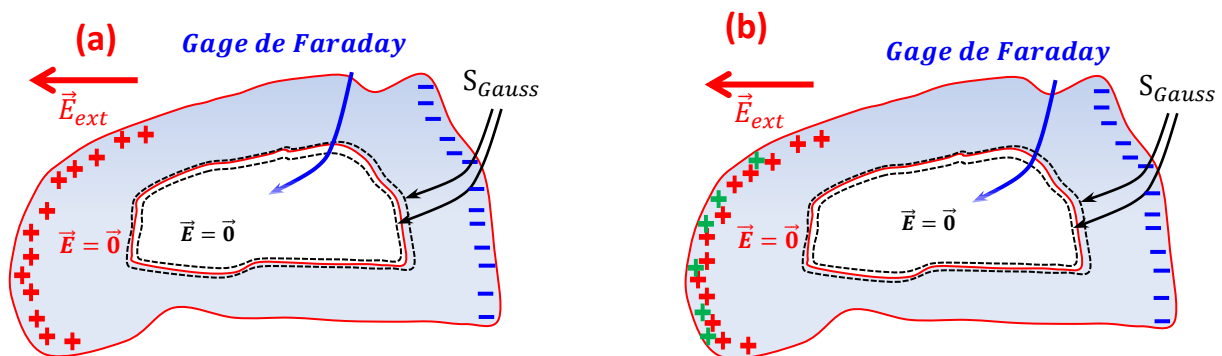 (a)
Gage de Faraday
S_Gauss
E⃗_ext
E⃗ = 0⃗
E⃗ = 0⃗
(b)
Gage de Faraday
S_Gauss
E⃗_ext
E⃗ = 0⃗
E⃗ = 0⃗